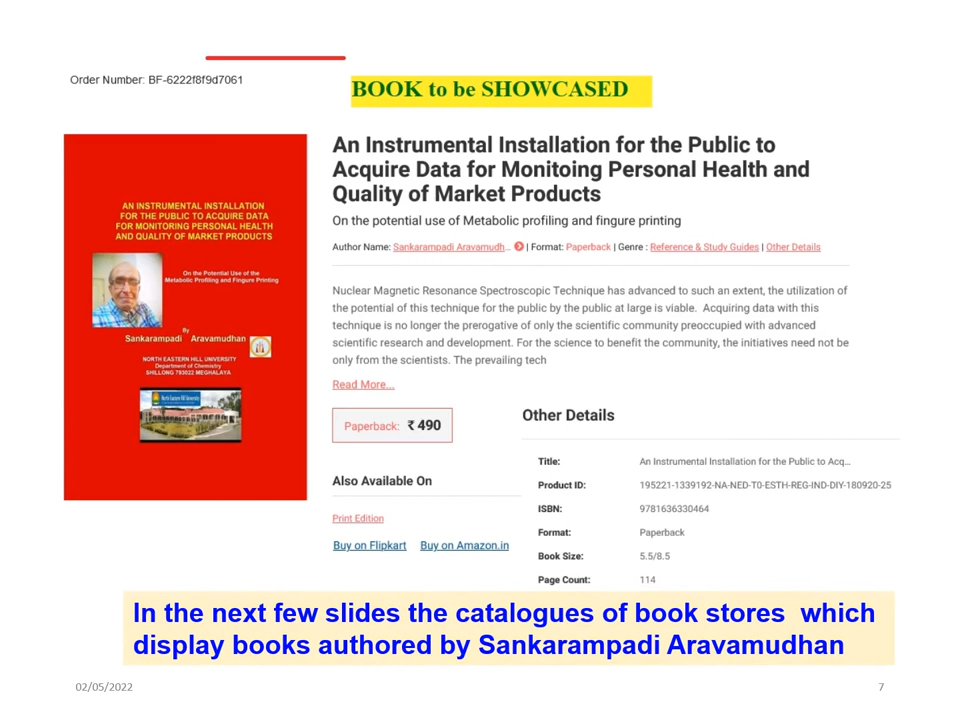 Order Number: BF-6222f8f9d7061
BOOK to be SHOWCASED
AN INSTRUMENTAL INSTALLATION
FOR THE PUBLIC TO ACQUIRE DATA
FOR MONITORING PERSONAL HEALTH
AND QUALITY OF MARKET PRODUCTS
On the Potential Use of the
Metabolic Profiling and Fingure Printing
By
Sankarampadi Aravamudhan
NORTH EASTERN HILL UNIVERSITY
Department of Chemistry
SHILLONG 793022 MEGHALAYA
North Eastern Hill University
An Instrumental Installation for the Public to
Acquire Data for Monitoing Personal Health and
Quality of Market Products
On the potential use of Metabolic profiling and fingure printing
Author Name: Sankarampadi Aravamudh... | Format: Paperback | Genre : Reference & Study Guides | Other Details
Nuclear Magnetic Resonance Spectroscopic Technique has advanced to such an extent, the utilization of
the potential of this technique for the public by the public at large is viable. Acquiring data with this
technique is no longer the prerogative of only the scientific community preoccupied with advanced
scientific research and development. For the science to benefit the community, the initiatives need not be
only from the scientists. The prevailing tech
Read More...
Paperback: ₹ 490
Also Available On
Print Edition
Buy on Flipkart Buy on Amazon.in
Other Details
Title: An Instrumental Installation for the Public to Acq...
Product ID: 195221-1339192-NA-NED-T0-ESTH-REG-IND-DIY-180920-25
ISBN: 9781636330464
Format: Paperback
Book Size: 5.5/8.5
Page Count: 114
In the next few slides the catalogues of book stores which
display books authored by Sankarampadi Aravamudhan
02/05/2022
7